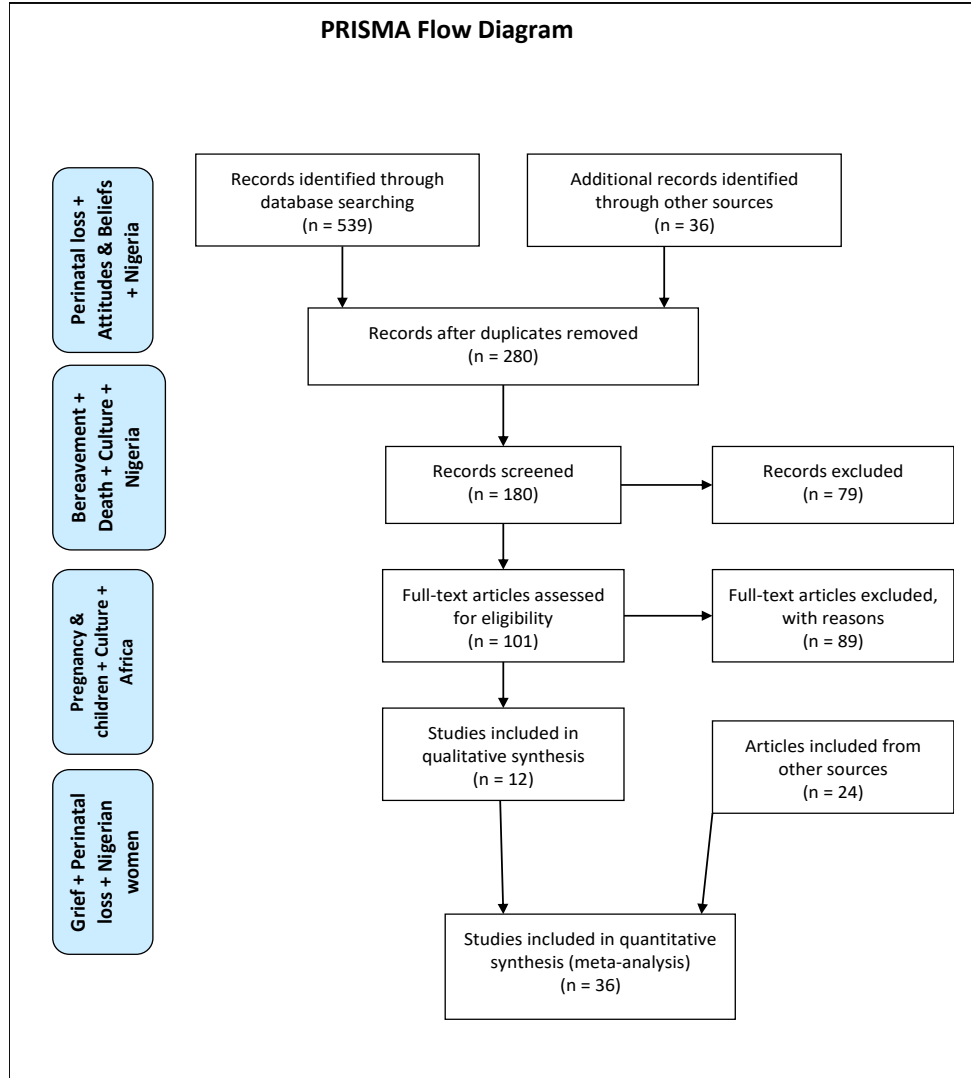 PRISMA Flow Diagram
Perinatal loss +
Attitudes & Beliefs
+ Nigeria
Records identified through
database searching
(n = 539)
Additional records identified
through other sources
(n = 36)
Records after duplicates removed
(n = 280)
Bereavement +
Death + Culture +
Nigeria
Records screened
(n = 180)
Records excluded
(n = 79)
Pregnancy &
children + Culture +
Africa
Full-text articles assessed
for eligibility
(n = 101)
Full-text articles excluded,
with reasons
(n = 89)
Studies included in
qualitative synthesis
(n = 12)
Articles included from
other sources
(n = 24)
Grief + Perinatal
loss + Nigerian
women
Studies included in quantitative
synthesis (meta-analysis)
(n = 36)